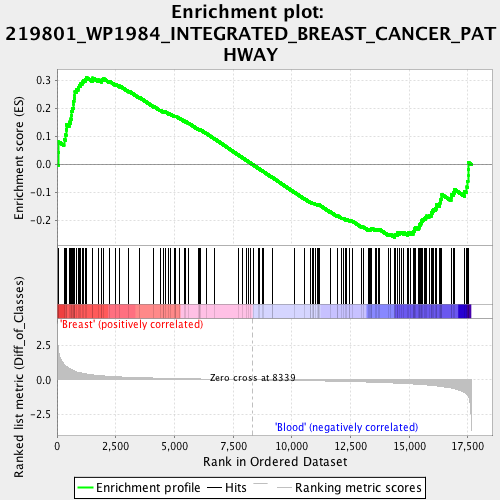 Enrichment plot:
219801_WP1984_INTEGRATED_BREAST_CANCER_PAT
HWAY
Enrichment score (ES)
0.3
0.2
0.1
0.0
-0.1
-0.2
'Breast' (positively correlated)
Ranked list metric (Diff_of_Classes)
2.5
0.0
-2.5
Zero cross at 8339
'Blood' (negatively correlated)
0
2,500
5,000
7,500
10,000
12,500
15,000
17,500
Rank in Ordered Dataset
Enrichment profile
Hits
Ranking metric scores